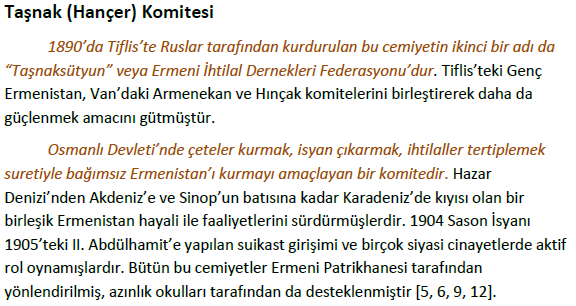 Taşnak (Hançer) Komitesi
1890’da Tiflis’te Ruslar tarafından kurdurulan bu cemiyetin ikinci bir adı da
“Taşnaksütyun” veya Ermeni İhtilal Dernekleri Federasyonu’dur. Tiflis’teki Genç
Ermenistan, Van’daki Armenekan ve Hınçak komitelerini birleştirerek daha da
güçlenmek amacını gütmüştür.
Osmanlı Devleti’nde çeteler kurmak, isyan çıkarmak, ihtilaller tertiplemek
suretiyle bağımsız Ermenistan’ı kurmayı amaçlayan bir komitedir. Hazar
Denizi’nden Akdeniz’e ve Sinop’un batısına kadar Karadeniz’de kıyısı olan bir
birleşik Ermenistan hayali ile faaliyetlerini sürdürmüşlerdir. 1904 Sason İsyanı
1905’teki II. Abdülhamit’e yapılan suikast girişimi ve birçok siyasi cinayetlerde aktif
rol oynamışlardır. Bütün bu cemiyetler Ermeni Patrikhanesi tarafından
yönlendirilmiş, azınlık okulları tarafından da desteklenmiştir [5, 6, 9, 12].